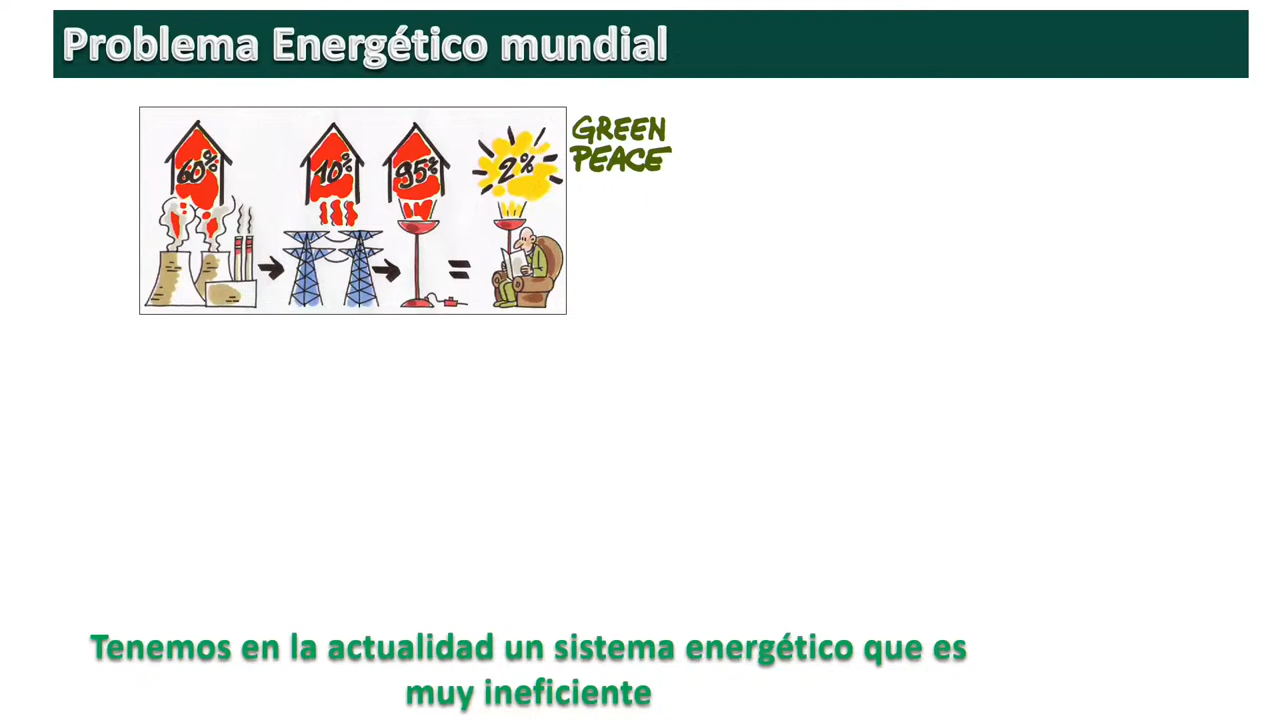 Problema Energético mundial
60% 10% 95% 2%
GREEN
PEACE
Tenemos en la actualidad un sistema energético que es
muy ineficiente